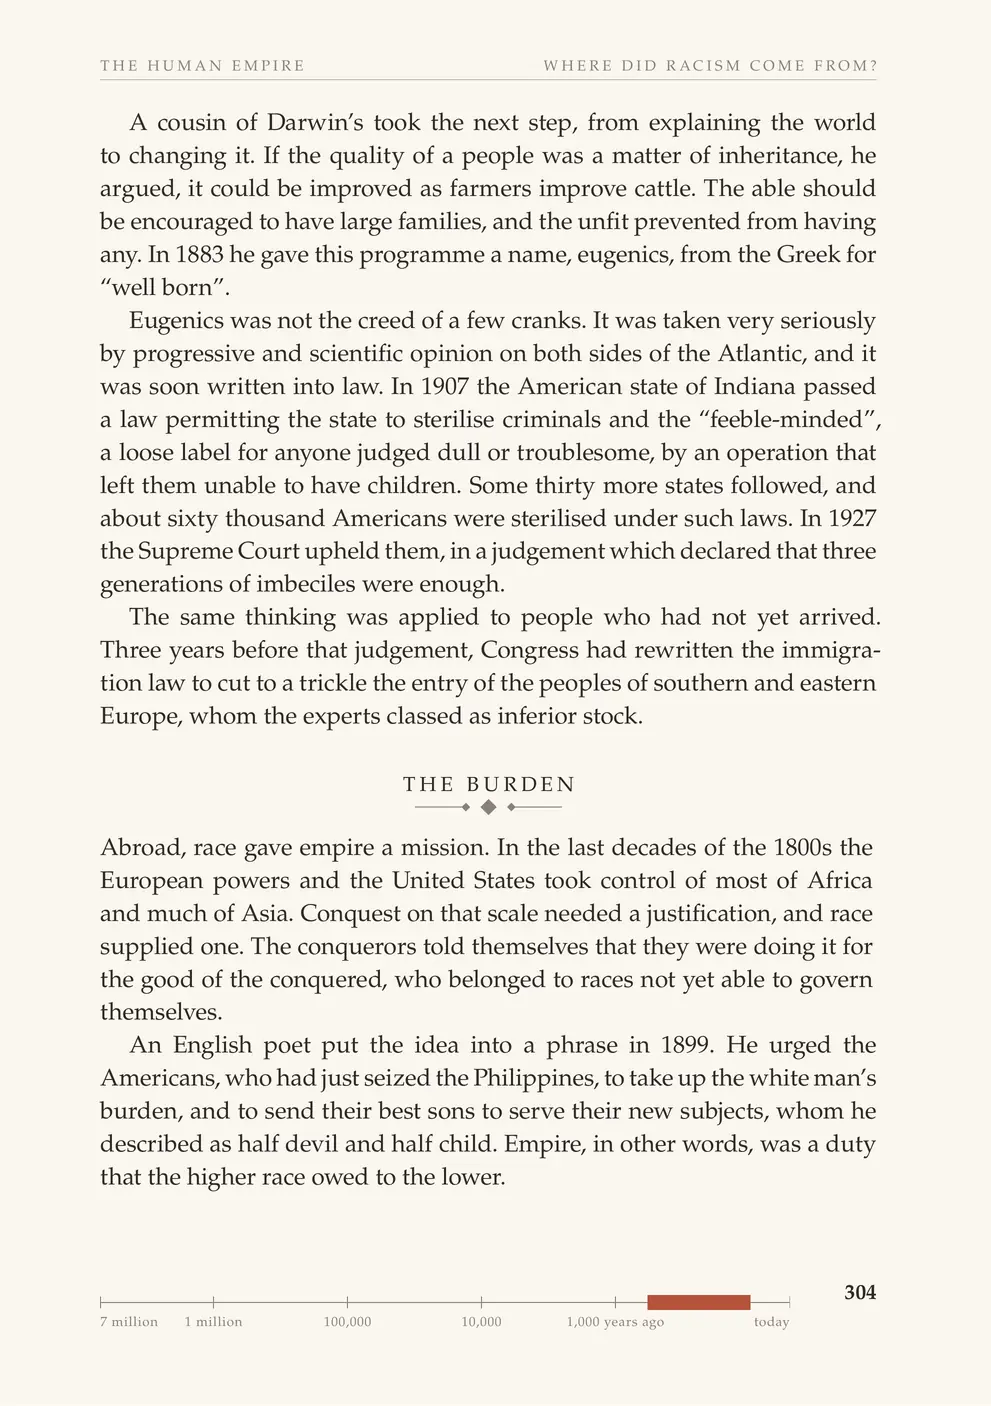 THE HUMAN EMPIRE
WHERE DID RACISM COME FROM?
A cousin of Darwin’s took the next step, from explaining the world
to changing it. If the quality of a people was a matter of inheritance, he
argued, it could be improved as farmers improve cattle. The able should
be encouraged to have large families, and the unfit prevented from having
any. In 1883 he gave this programme a name, eugenics, from the Greek for
“well born”.
Eugenics was not the creed of a few cranks. It was taken very seriously
by progressive and scientific opinion on both sides of the Atlantic, and it
was soon written into law. In 1907 the American state of Indiana passed
a law permitting the state to sterilise criminals and the “feeble-minded”,
a loose label for anyone judged dull or troublesome, by an operation that
left them unable to have children. Some thirty more states followed, and
about sixty thousand Americans were sterilised under such laws. In 1927
the Supreme Court upheld them, in a judgement which declared that three
generations of imbeciles were enough.
The same thinking was applied to people who had not yet arrived.
Three years before that judgement, Congress had rewritten the immigra-
tion law to cut to a trickle the entry of the peoples of southern and eastern
Europe, whom the experts classed as inferior stock.
THE BURDEN
Abroad, race gave empire a mission. In the last decades of the 1800s the
European powers and the United States took control of most of Africa
and much of Asia. Conquest on that scale needed a justification, and race
supplied one. The conquerors told themselves that they were doing it for
the good of the conquered, who belonged to races not yet able to govern
themselves.
An English poet put the idea into a phrase in 1899. He urged the
Americans, who had just seized the Philippines, to take up the white man’s
burden, and to send their best sons to serve their new subjects, whom he
described as half devil and half child. Empire, in other words, was a duty
that the higher race owed to the lower.
304
7 million
1 million
100,000
10,000
1,000 years ago
today